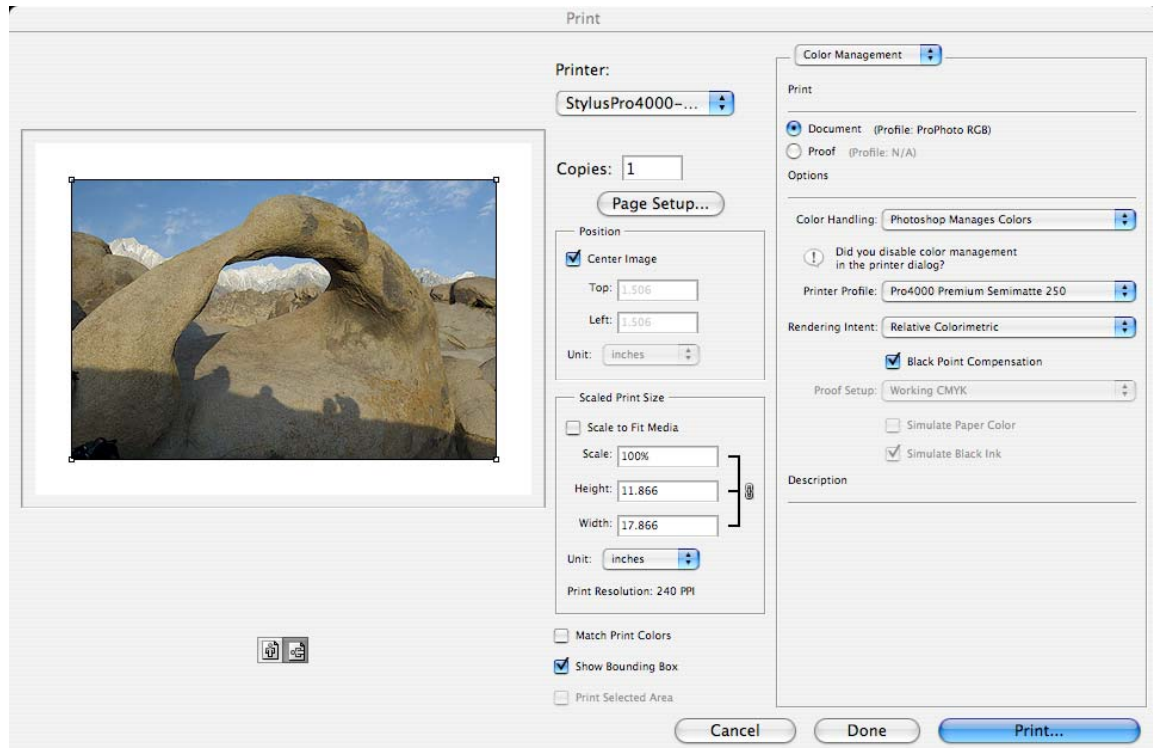 Print
Printer:
StylusPro4000-...
Copies: 1
Page Setup...
Position
Center Image
Top: 1.506
Left: 1.506
Unit: inches
Scaled Print Size
Scale to Fit Media
Scale: 100%
Height: 11.866
Width: 17.866
Unit: inches
Print Resolution: 240 PPI
Match Print Colors
Show Bounding Box
Print Selected Area
Color Management
Print
Document (Profile: ProPhoto RGB)
Proof (Profile: N/A)
Options
Color Handling: Photoshop Manages Colors
Did you disable color management
in the printer dialog?
Printer Profile: Pro4000 Premium Semimatte 250
Rendering Intent: Relative Colorimetric
Black Point Compensation
Proof Setup: Working CMYK
Simulate Paper Color
Simulate Black Ink
Description
Cancel
Done
Print...